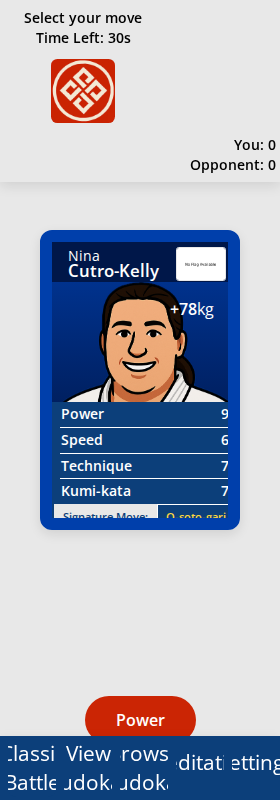 Select your move
Time Left: 30s
You: 0
Opponent: 0
Nina
Cutro-Kelly
No Flag Available
+78kg
Power 9
Speed 6
Technique 7
Kumi-kata 7
Signature Move: O-soto-gari
Power
Classi View rows editati etting
Battle udoka udoka